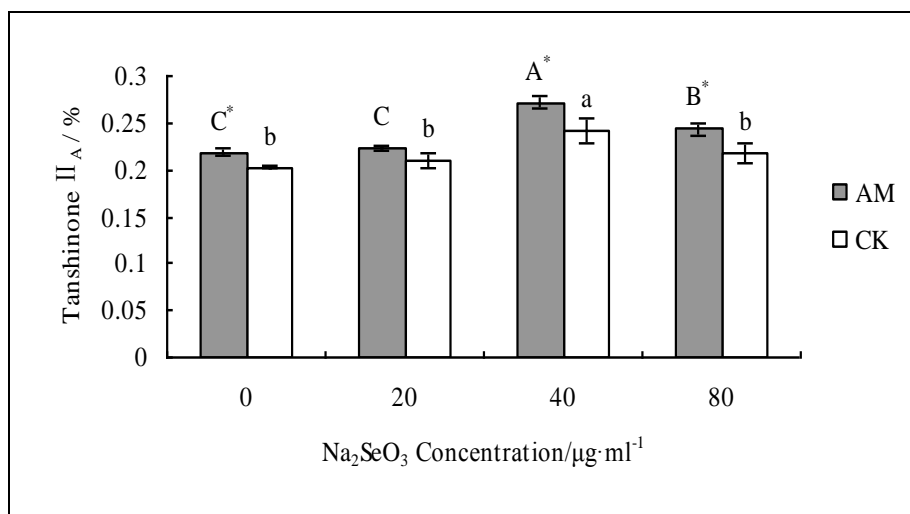 Tanshinone II A / %
0.3
0.25
0.2
0.15
0.1
0.05
0
C* b C b A* a B* b
0 20 40 80
Na₂SeO₃ Concentration/μg·ml⁻¹
AM
CK